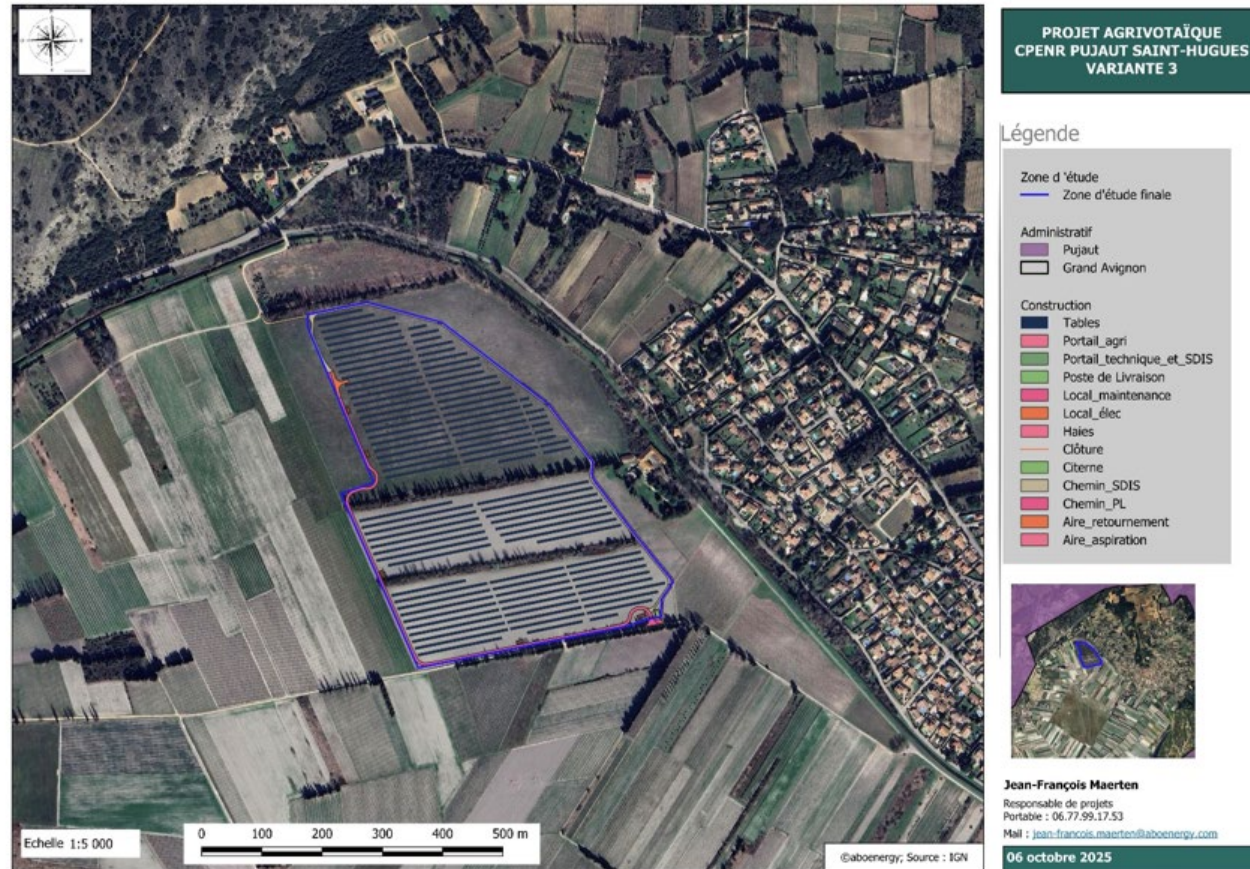 PROJET AGRIVOTAÏQUE
CPENR PUJAUT SAINT-HUGUES
VARIANTE 3
Légende
Zone d 'étude
Zone d'étude finale
Administratif
Pujaut
Grand Avignon
Construction
Tables
Portail_agri
Portail_technique_et_SDIS
Poste de Livraison
Local_maintenance
Local_élec
Haies
Clôture
Citerne
Chemin_SDIS
Chemin_PL
Aire_retournement
Aire_aspiration
Jean-François Maerten
Responsable de projets
Portable : 06.77.99.17.53
Mail : jean-francois.maerten@aboenergy.com
06 octobre 2025
Echelle 1:5 000
0 100 200 300 400 500 m
©aboenergy; Source : IGN